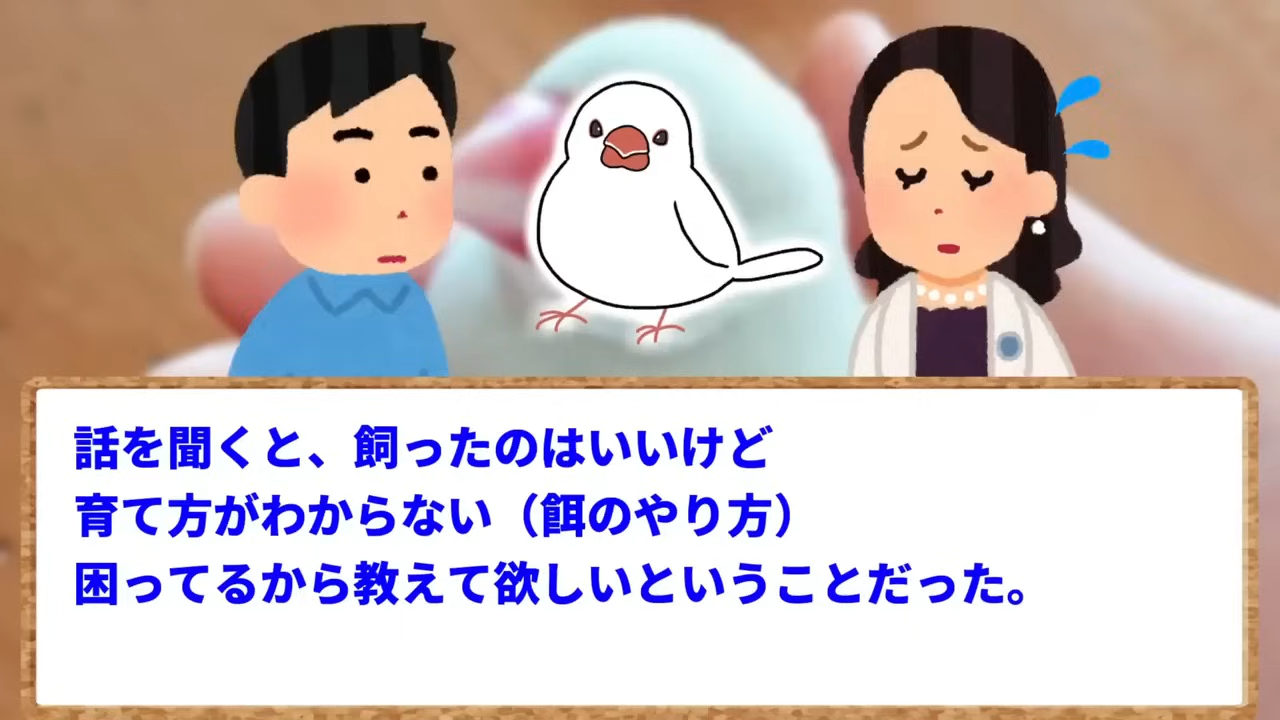 話を聞くと、飼ったのはいいけど
育て方がわからない（餌のやり方）
困ってるから教えて欲しいということだった。